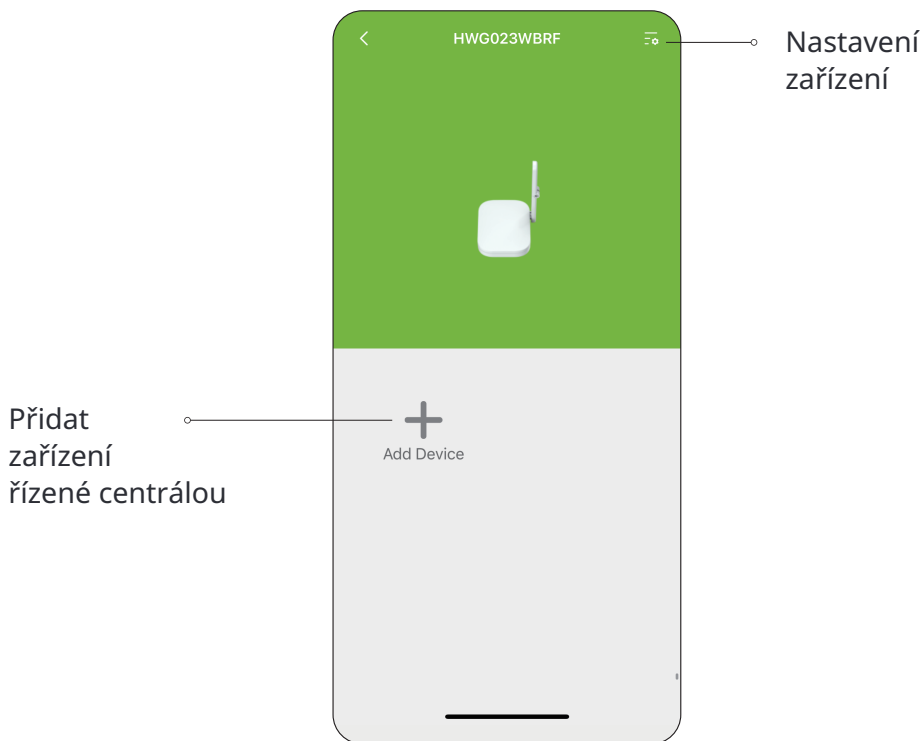 HWG023WBRF
Nastavení
zařízení
Přidat
zařízení
řízené centrálou
Add Device